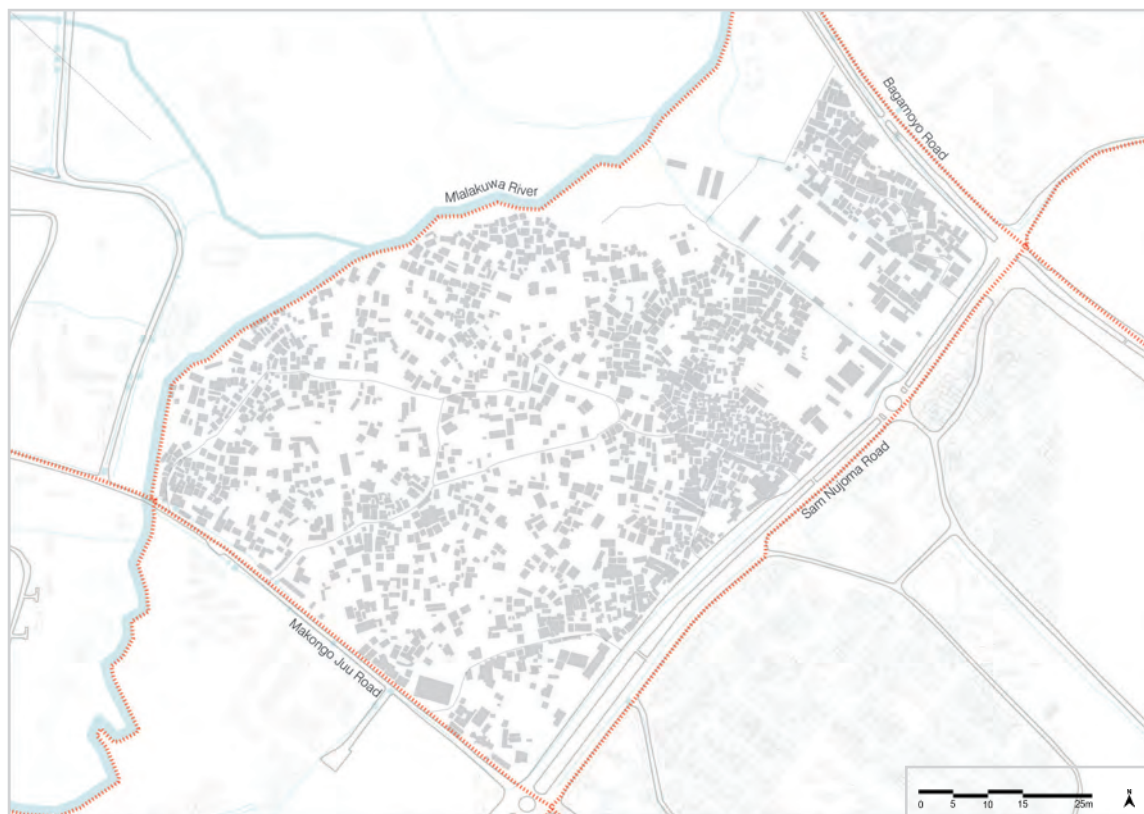 Bagamoyo Road
Mlalakuwa River
Sam Nujoma Road
Makongo Juu Road
N
0 5 10 15 25m